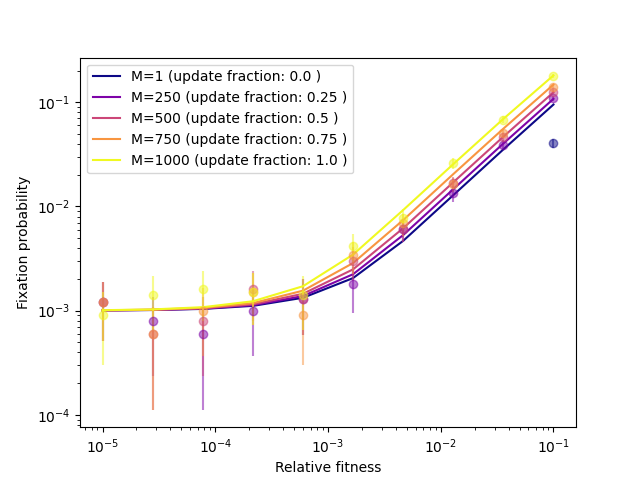 M=1 (update fraction: 0.0 )
M=250 (update fraction: 0.25 )
M=500 (update fraction: 0.5 )
M=750 (update fraction: 0.75 )
M=1000 (update fraction: 1.0 )
Fixation probability
10⁻¹
10⁻²
10⁻³
10⁻⁴
10⁻⁵ 10⁻⁴ 10⁻³ 10⁻² 10⁻¹
Relative fitness